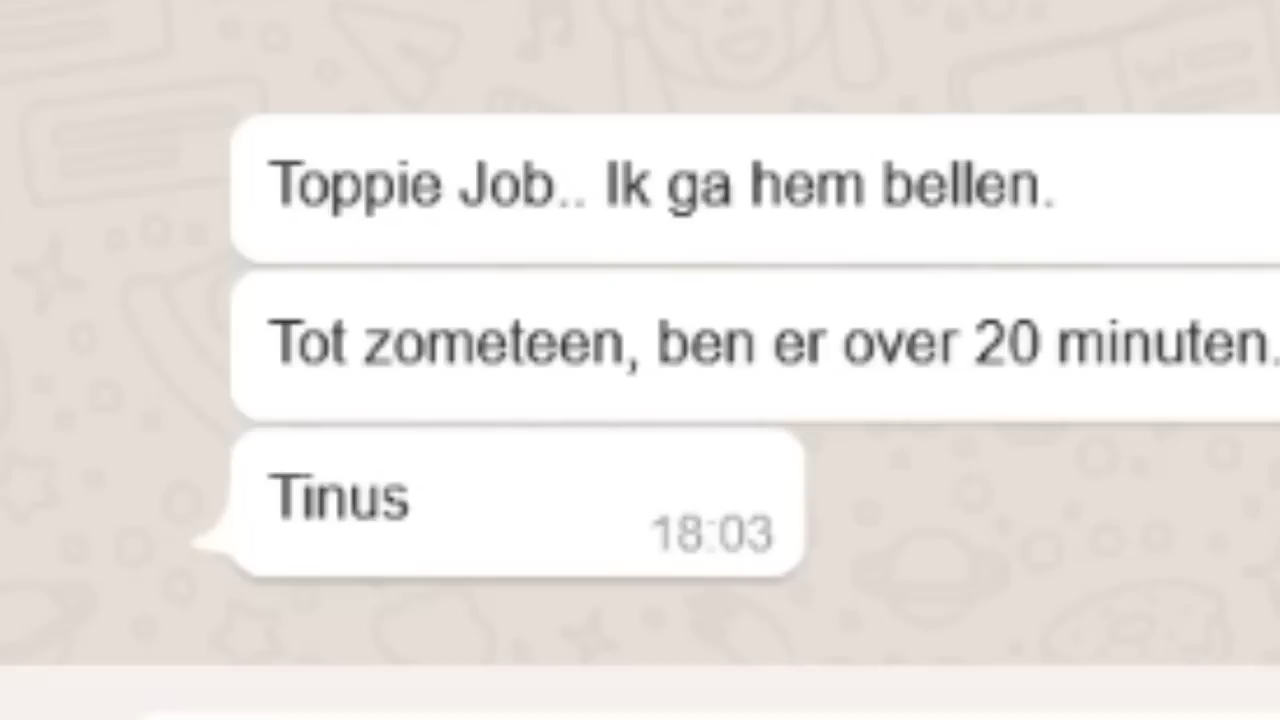 Toppie Job.. Ik ga hem bellen.
Tot zometeen, ben er over 20 minuten.
Tinus
18:03